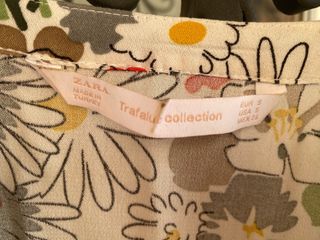 ZARA
MADE IN
TURKEY
Trafaluc collection
EUR S
USA S
MEX 26